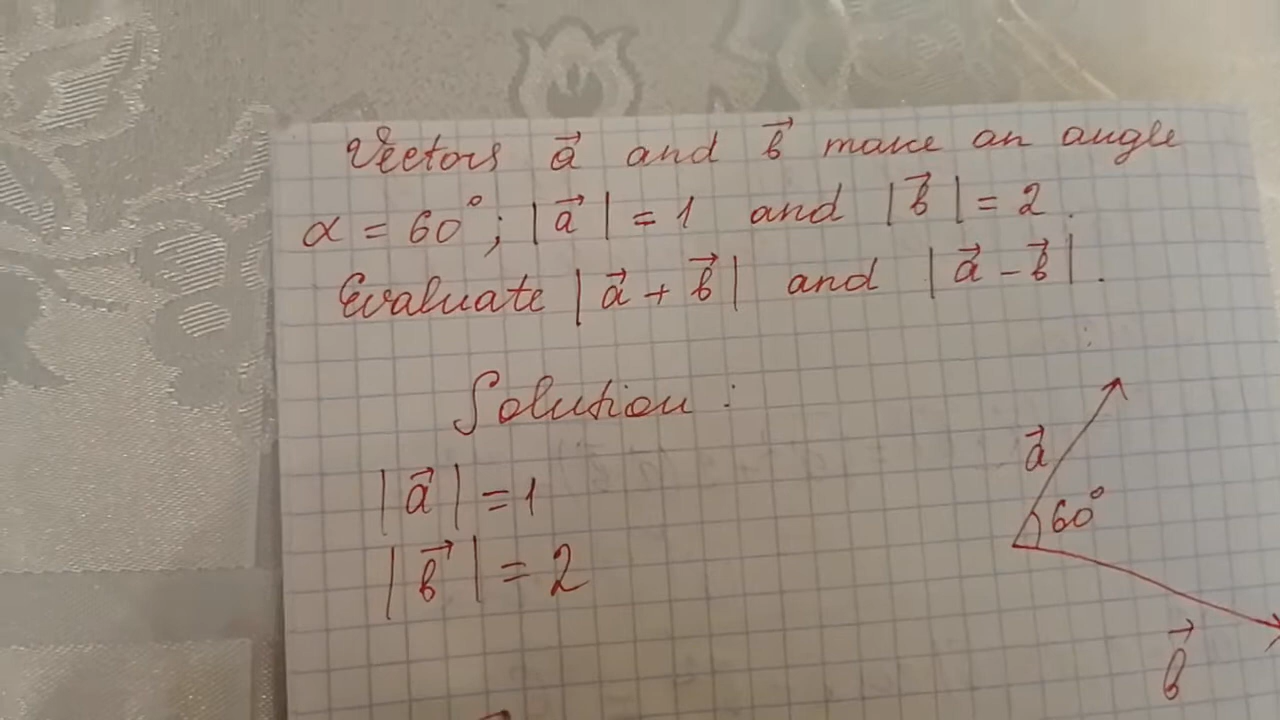 Vectors a⃗ and b⃗ make an angle
α = 60°; |a⃗| = 1 and |b⃗| = 2.
Evaluate |a⃗ + b⃗| and |a⃗ − b⃗|.
Solution:
|a⃗| = 1
|b⃗| = 2
a⃗
60°
b⃗